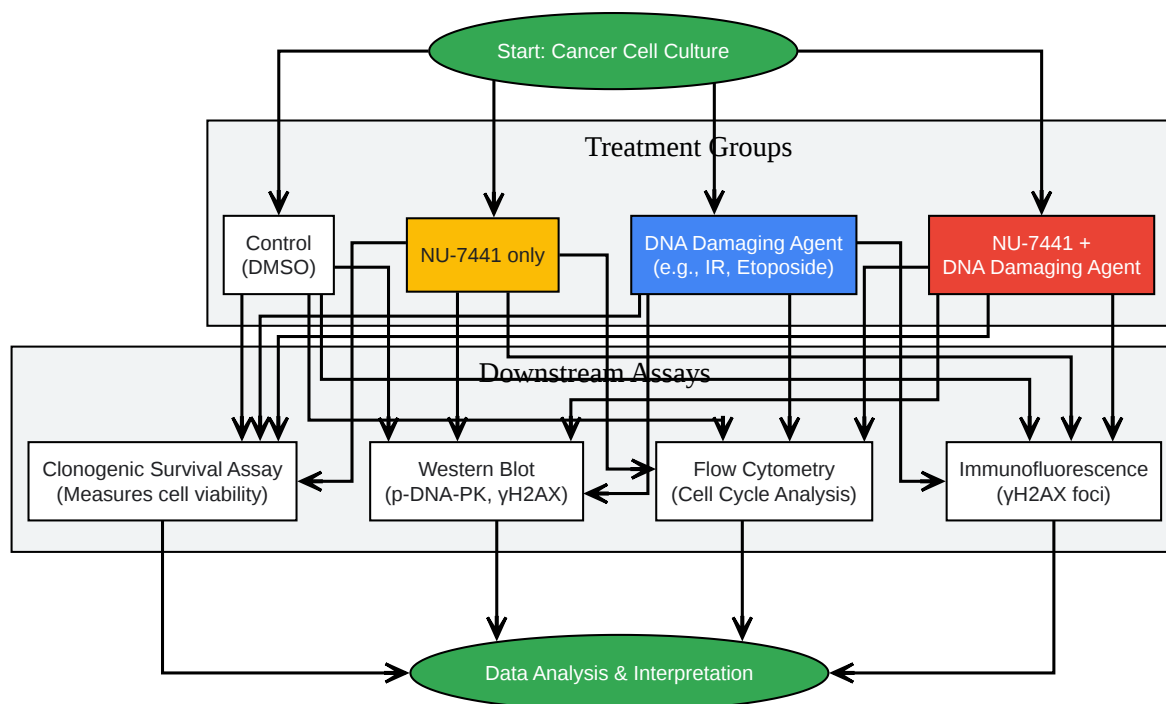 Start: Cancer Cell Culture
Treatment Groups
Control
(DMSO)
NU-7441 only
DNA Damaging Agent
(e.g., IR, Etoposide)
NU-7441 +
DNA Damaging Agent
Downstream Assays
Clonogenic Survival Assay
(Measures cell viability)
Western Blot
(p-DNA-PK, γH2AX)
Flow Cytometry
(Cell Cycle Analysis)
Immunofluorescence
(γH2AX foci)
Data Analysis & Interpretation